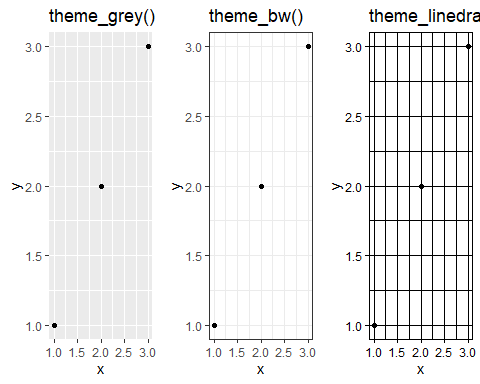 theme_grey() theme_bw() theme_linedra
3.0 3.0 3.0
2.5 2.5 2.5
y 2.0 y 2.0 y 2.0
1.5 1.5 1.5
1.0 1.0 1.0
1.0 1.5 2.0 2.5 3.0 1.0 1.5 2.0 2.5 3.0 1.0 1.5 2.0 2.5 3.0
x x x